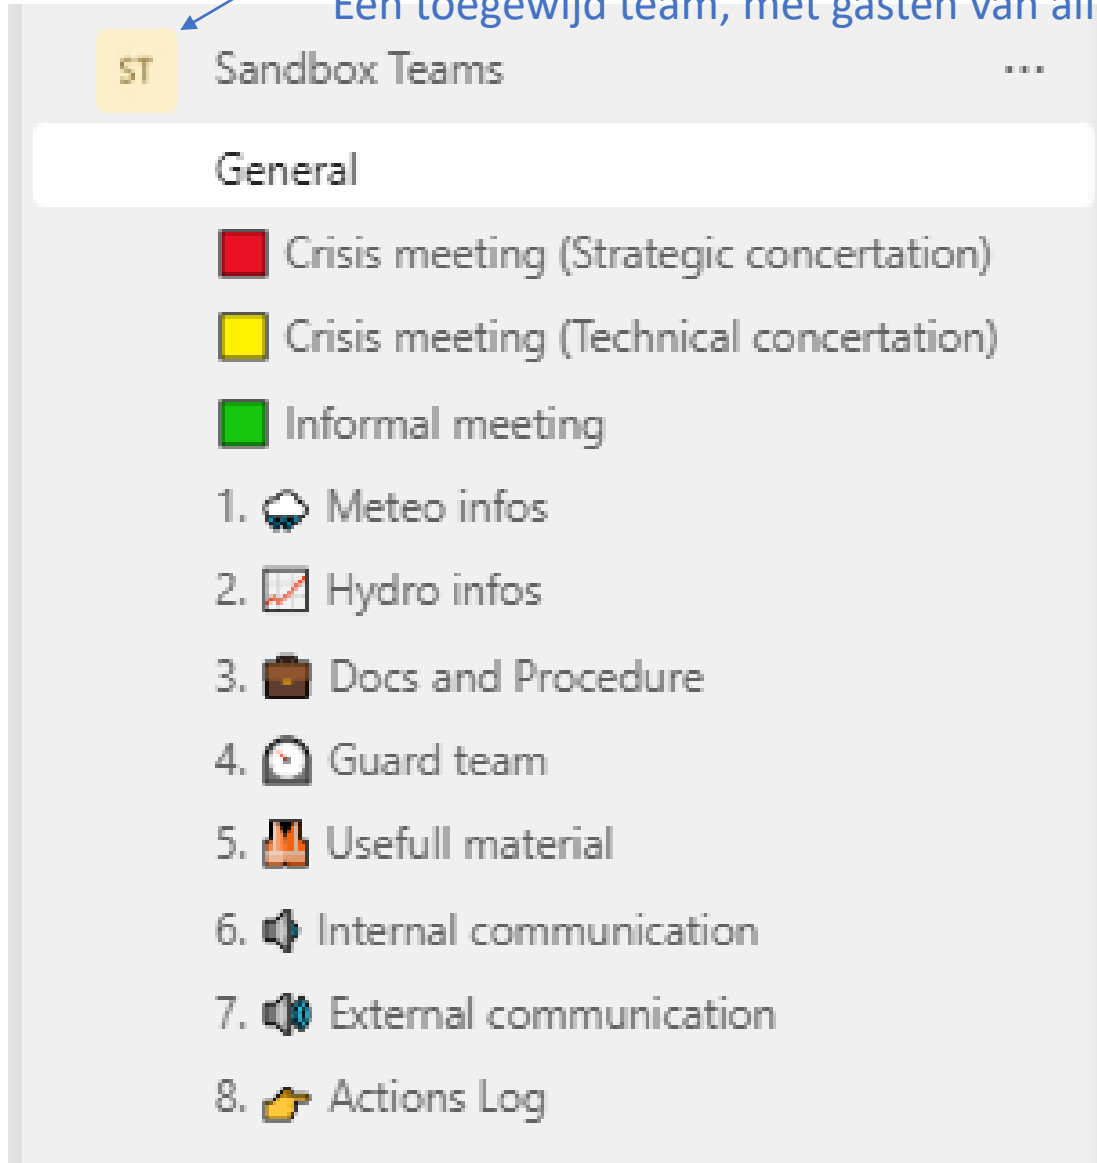 Een toegewijd team, met gasten van all
ST Sandbox Teams ...
General
Crisis meeting (Strategic concertation)
Crisis meeting (Technical concertation)
Informal meeting
1. Meteo infos
2. Hydro infos
3. Docs and Procedure
4. Guard team
5. Usefull material
6. Internal communication
7. External communication
8. Actions Log